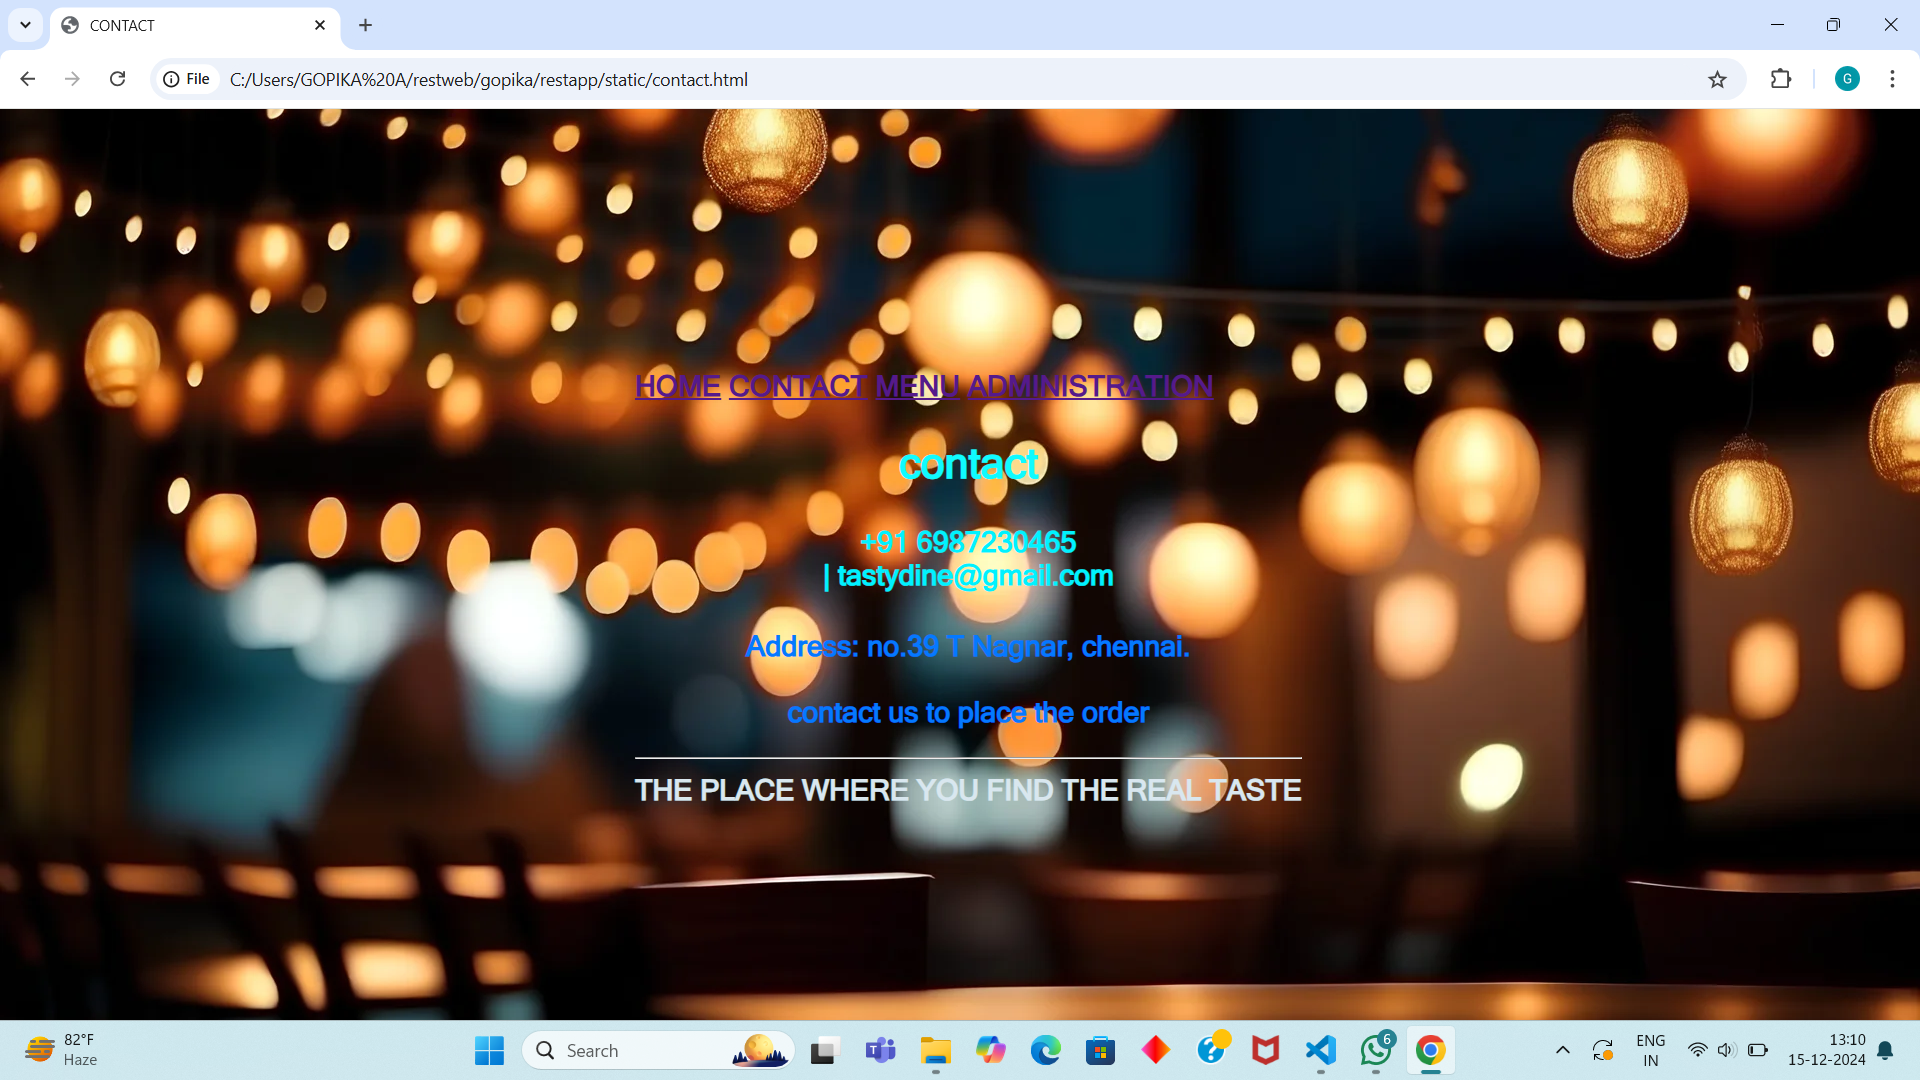 CONTACT
File
C:/Users/GOPIKA%20A/restweb/gopika/restapp/static/contact.html
G
HOME CONTACT MENU ADMINISTRATION
contact
+91 6987230465
| tastydine@gmail.com
Address: no.39 T Nagnar, chennai.
contact us to place the order
THE PLACE WHERE YOU FIND THE REAL TASTE
82°F
Haze
Search
6
ENG
IN
13:10
15-12-2024